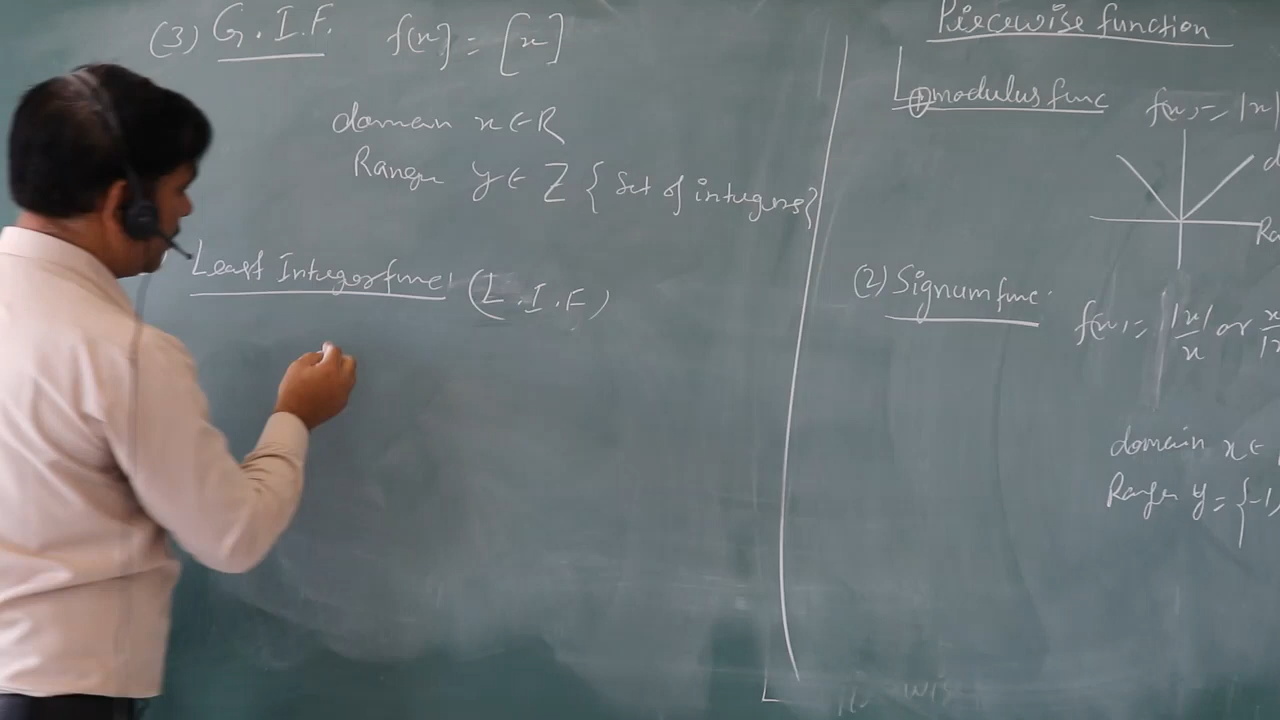 (3) G.I.F. f[x] = [x]
domain x ∈ R
Range y ∈ Z { Set of integers}
Least Integer func' (L.I.F)
Piecewise function
① modulus func f(x) = |x|
(2) Signum func.
f(x) = |x|/x or x/|x
domain x ∈
Range y = {-1,